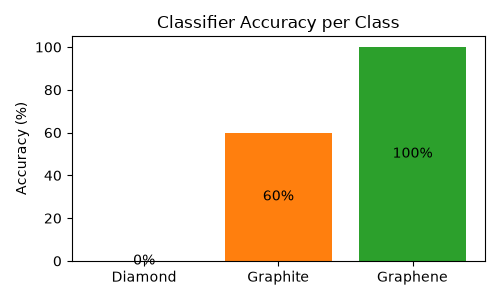 Classifier Accuracy per Class
Accuracy (%)
100
80
60
40
20
0
0%
60%
100%
Diamond
Graphite
Graphene